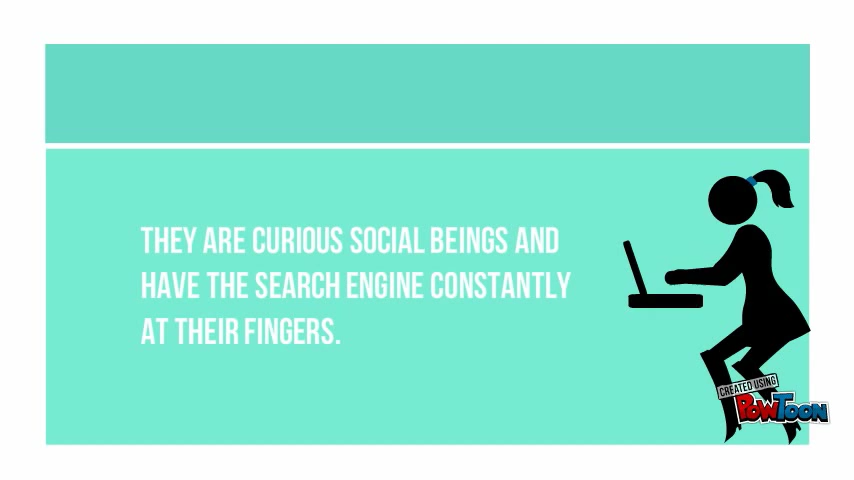 THEY ARE CURIOUS SOCIAL BEINGS AND
HAVE THE SEARCH ENGINE CONSTANTLY
AT THEIR FINGERS.
CREATED USING
POWTOON